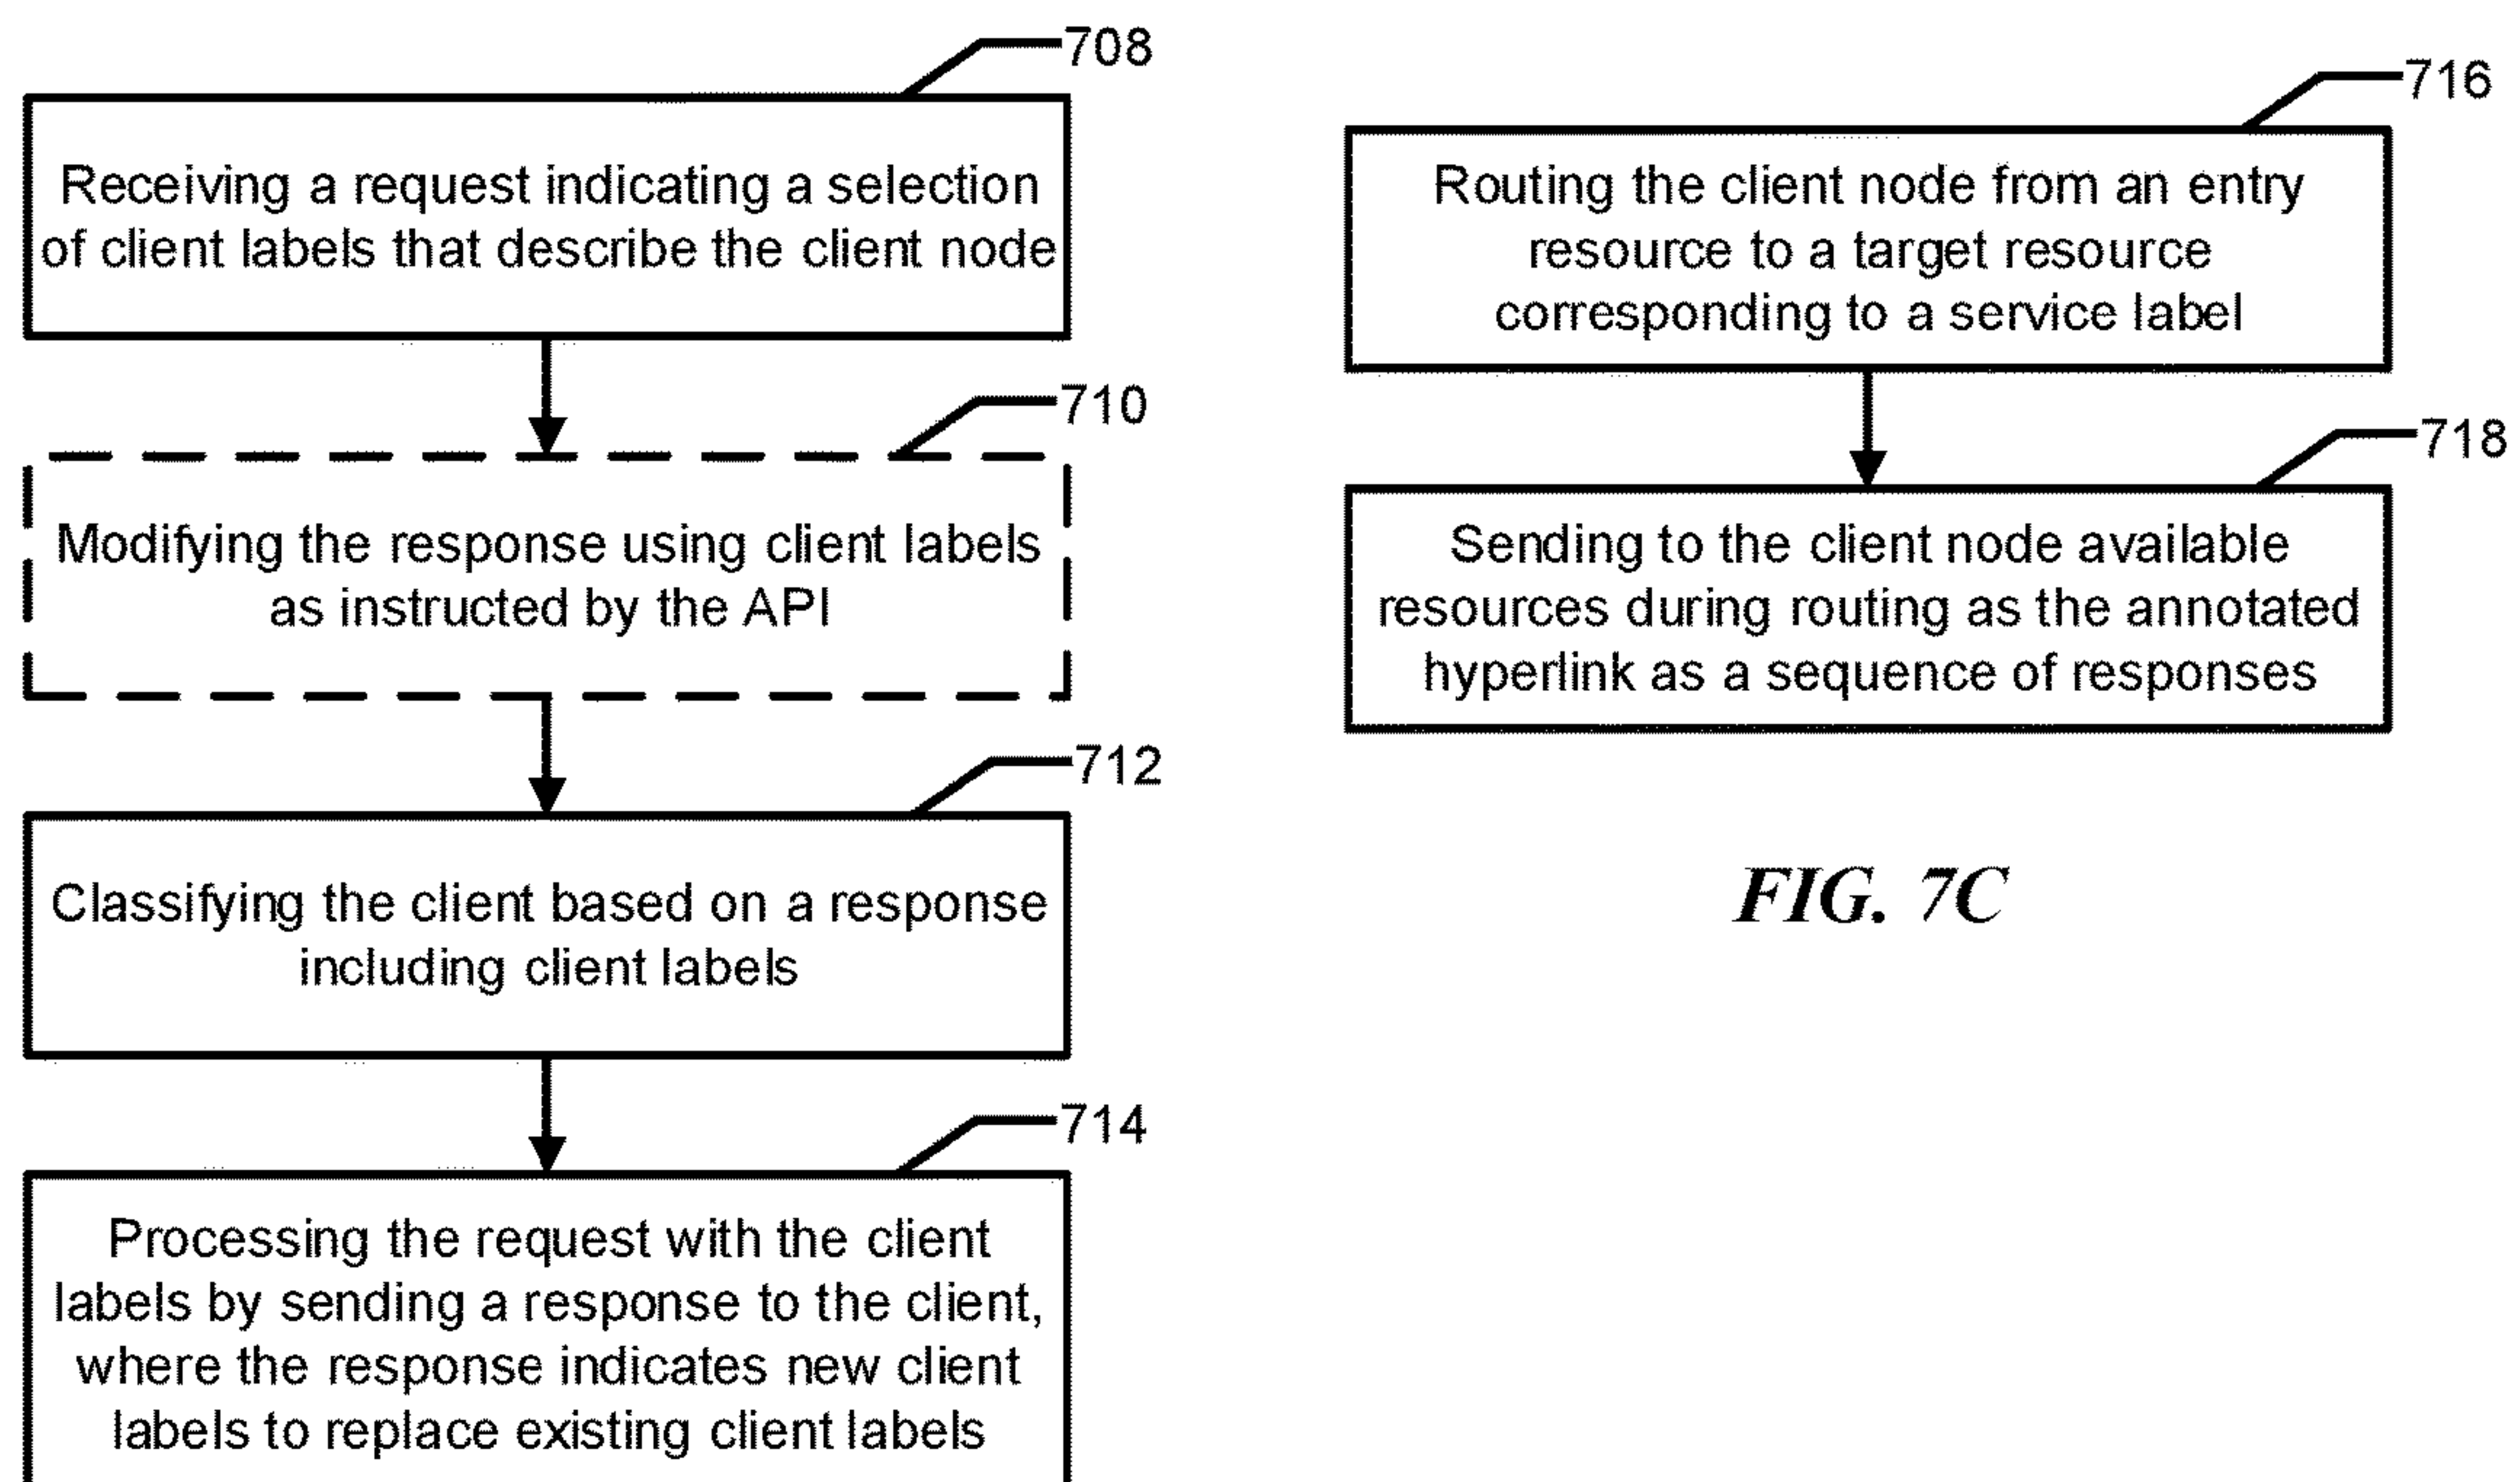 708
Receiving a request indicating a selection
of client labels that describe the client node
710
Modifying the response using client labels
as instructed by the API
712
Classifying the client based on a response
including client labels
714
Processing the request with the client
labels by sending a response to the client,
where the response indicates new client
labels to replace existing client labels
716
Routing the client node from an entry
resource to a target resource
corresponding to a service label
718
Sending to the client node available
resources during routing as the annotated
hyperlink as a sequence of responses
FIG. 7C